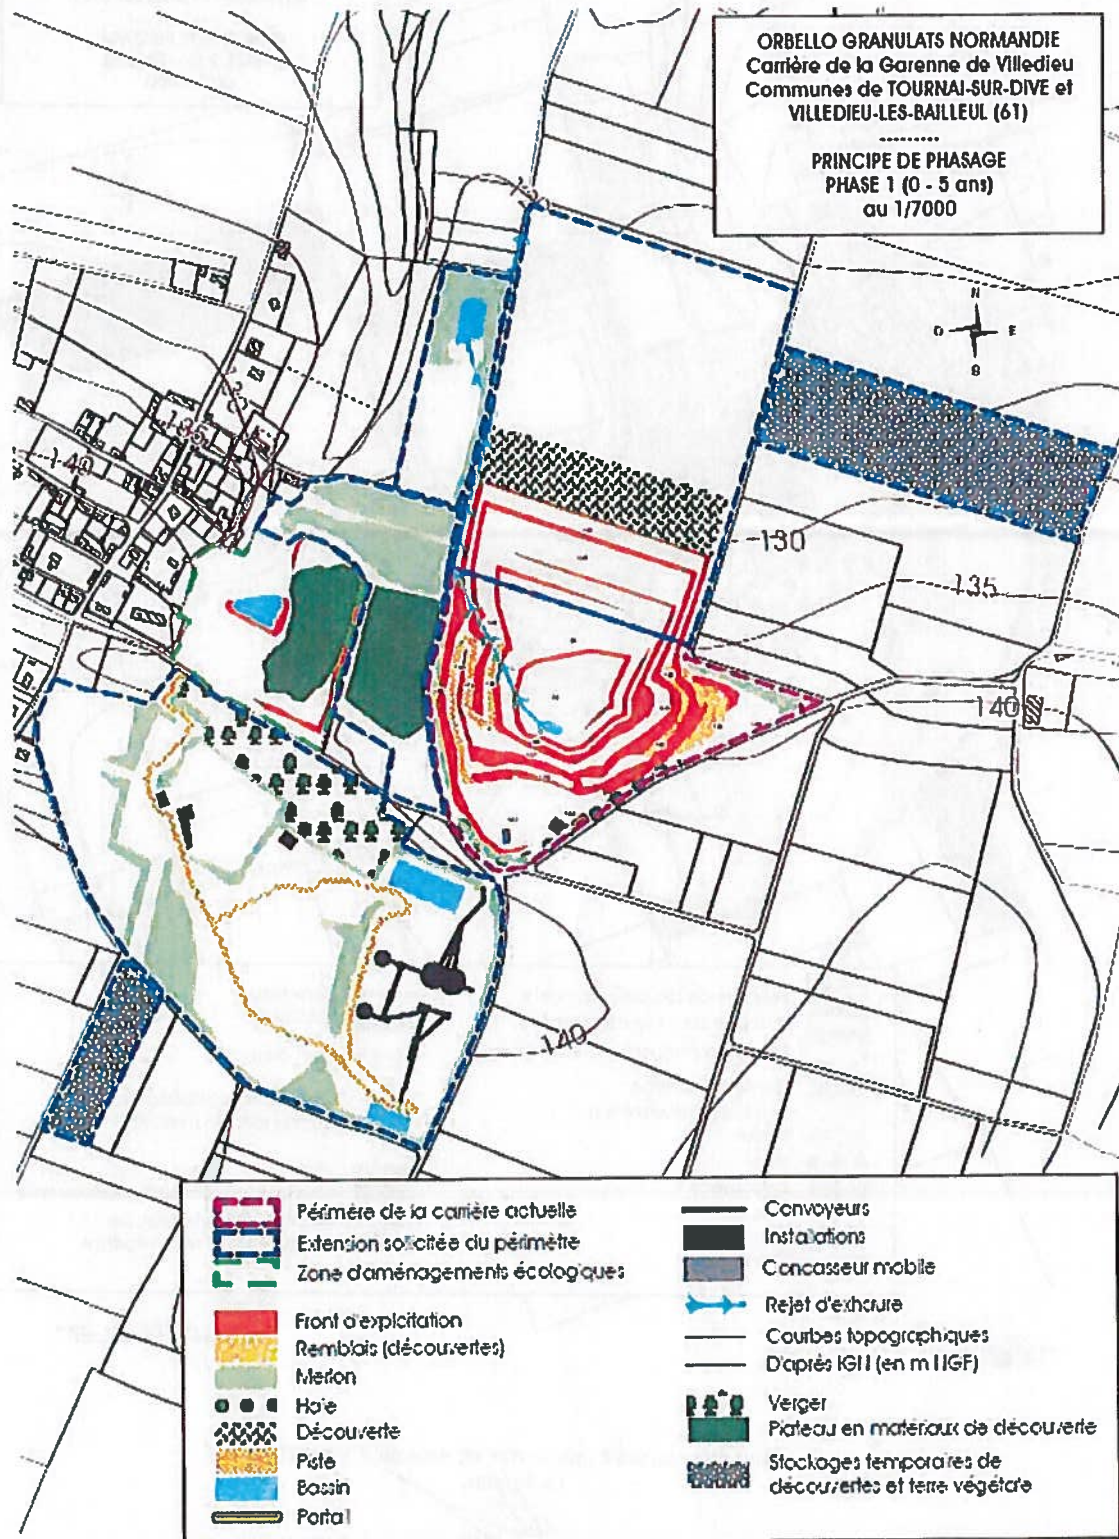 ORBELLO GRANULATS NORMANDIE
Carrière de la Garenne de Villedieu
Communes de TOURNAI-SUR-DIVE et
VILLEDIEU-LES-BAILLEUL (61)
---------
PRINCIPE DE PHASAGE
PHASE 1 (0 - 5 ans)
au 1/7000
N
O E
S
130
135
140
140
140
135
Périmère de la carrière actuelle
Extension sollicitée du périmètre
Zone d'aménagements écologiques
Front d'exploitation
Remblais (découvertes)
Merlon
Haie
Découverte
Piste
Bassin
Portail
Convoyeurs
Installations
Concasseur mobile
Rejet d'exhaure
Courbes topographiques
D'après IGN (en m NGF)
Verger
Plateau en matériaux de découverte
Stockages temporaires de
découvertes et terre végétale